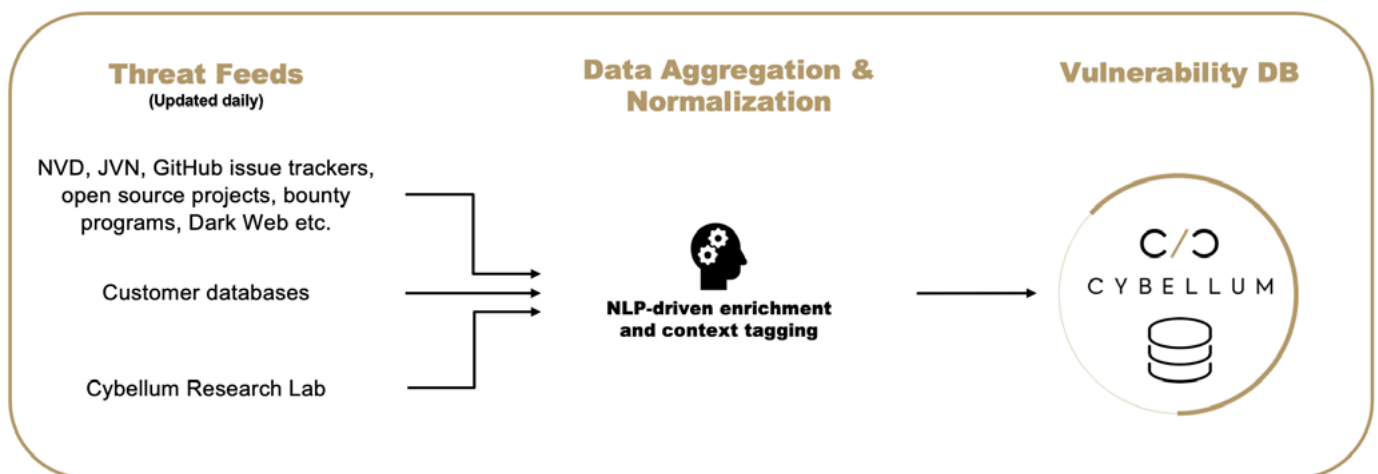 Threat Feeds
(Updated daily)
NVD, JVN, GitHub issue trackers,
open source projects, bounty
programs, Dark Web etc.
Customer databases
Cybellum Research Lab
Data Aggregation &
Normalization
NLP-driven enrichment
and context tagging
Vulnerability DB
C/C
CYBELLUM